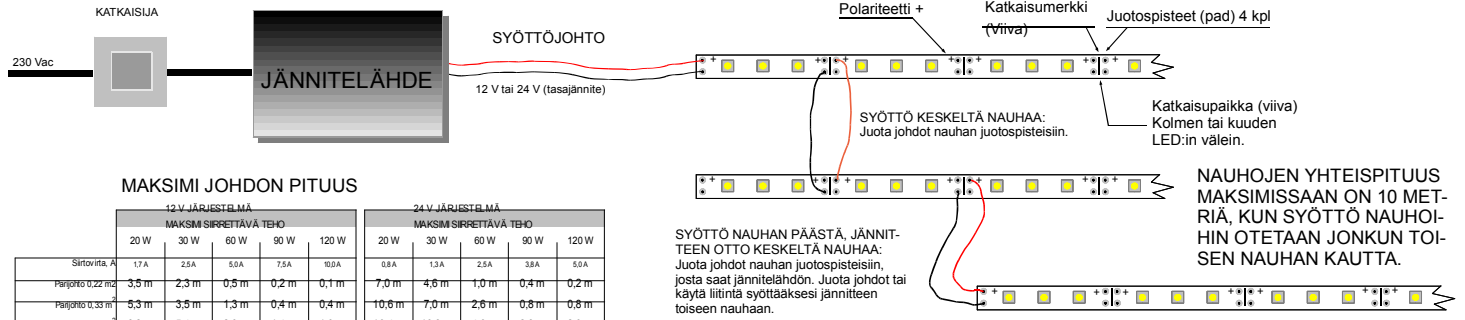 KATKAISIJA
230 Vac
JÄNNITELÄHDE
SYÖTTÖJOHTO
12 V tai 24 V (tasajännite)
Polariteetti +
Katkaisumerkki
(Viiva)
Juotospisteet (pad) 4 kpl
SYÖTTÖ KESKELTÄ NAUHAA:
Juota johdot nauhan juotospisteisiin.
Katkaisupaikka (viiva)
Kolmen tai kuuden
LED:in välein.
NAUHOJEN YHTEISPITUUS
MAKSIMISSAAN ON 10 MET-
RIÄ, KUN SYÖTTÖ NAUHOI-
HIN OTETAAN JONKUN TOI-
SEN NAUHAN KAUTTA.
SYÖTTÖ NAUHAN PÄÄSTÄ, JÄNNIT-
TEEN OTTO KESKELTÄ NAUHAA:
Juota johdot nauhan juotospisteisiin,
josta saat jännitelähdön. Juota johdot tai
käytä liitintä syöttääksesi jännitteen
toiseen nauhaan.
MAKSIMI JOHDON PITUUS
12 V JÄRJESTELMÄ 24 V JÄRJESTELMÄ
MAKSIMI SIIRRETTÄVÄ TEHO MAKSIMI SIIRRETTÄVÄ TEHO
20 W 30 W 60 W 90 W 120 W 20 W 30 W 60 W 90 W 120 W
Siirtovirta, A 1,7 A 2,5 A 5,0 A 7,5 A 10,0 A 0,8 A 1,3 A 2,5 A 3,8 A 5,0 A
Parijohto 0,22 m2 3,5 m 2,3 m 0,5 m 0,2 m 0,1 m 7,0 m 4,6 m 1,0 m 0,4 m 0,2 m
Parijohto 0,33 m2 5,3 m 3,5 m 1,3 m 0,4 m 0,4 m 10,6 m 7,0 m 2,6 m 0,8 m 0,8 m